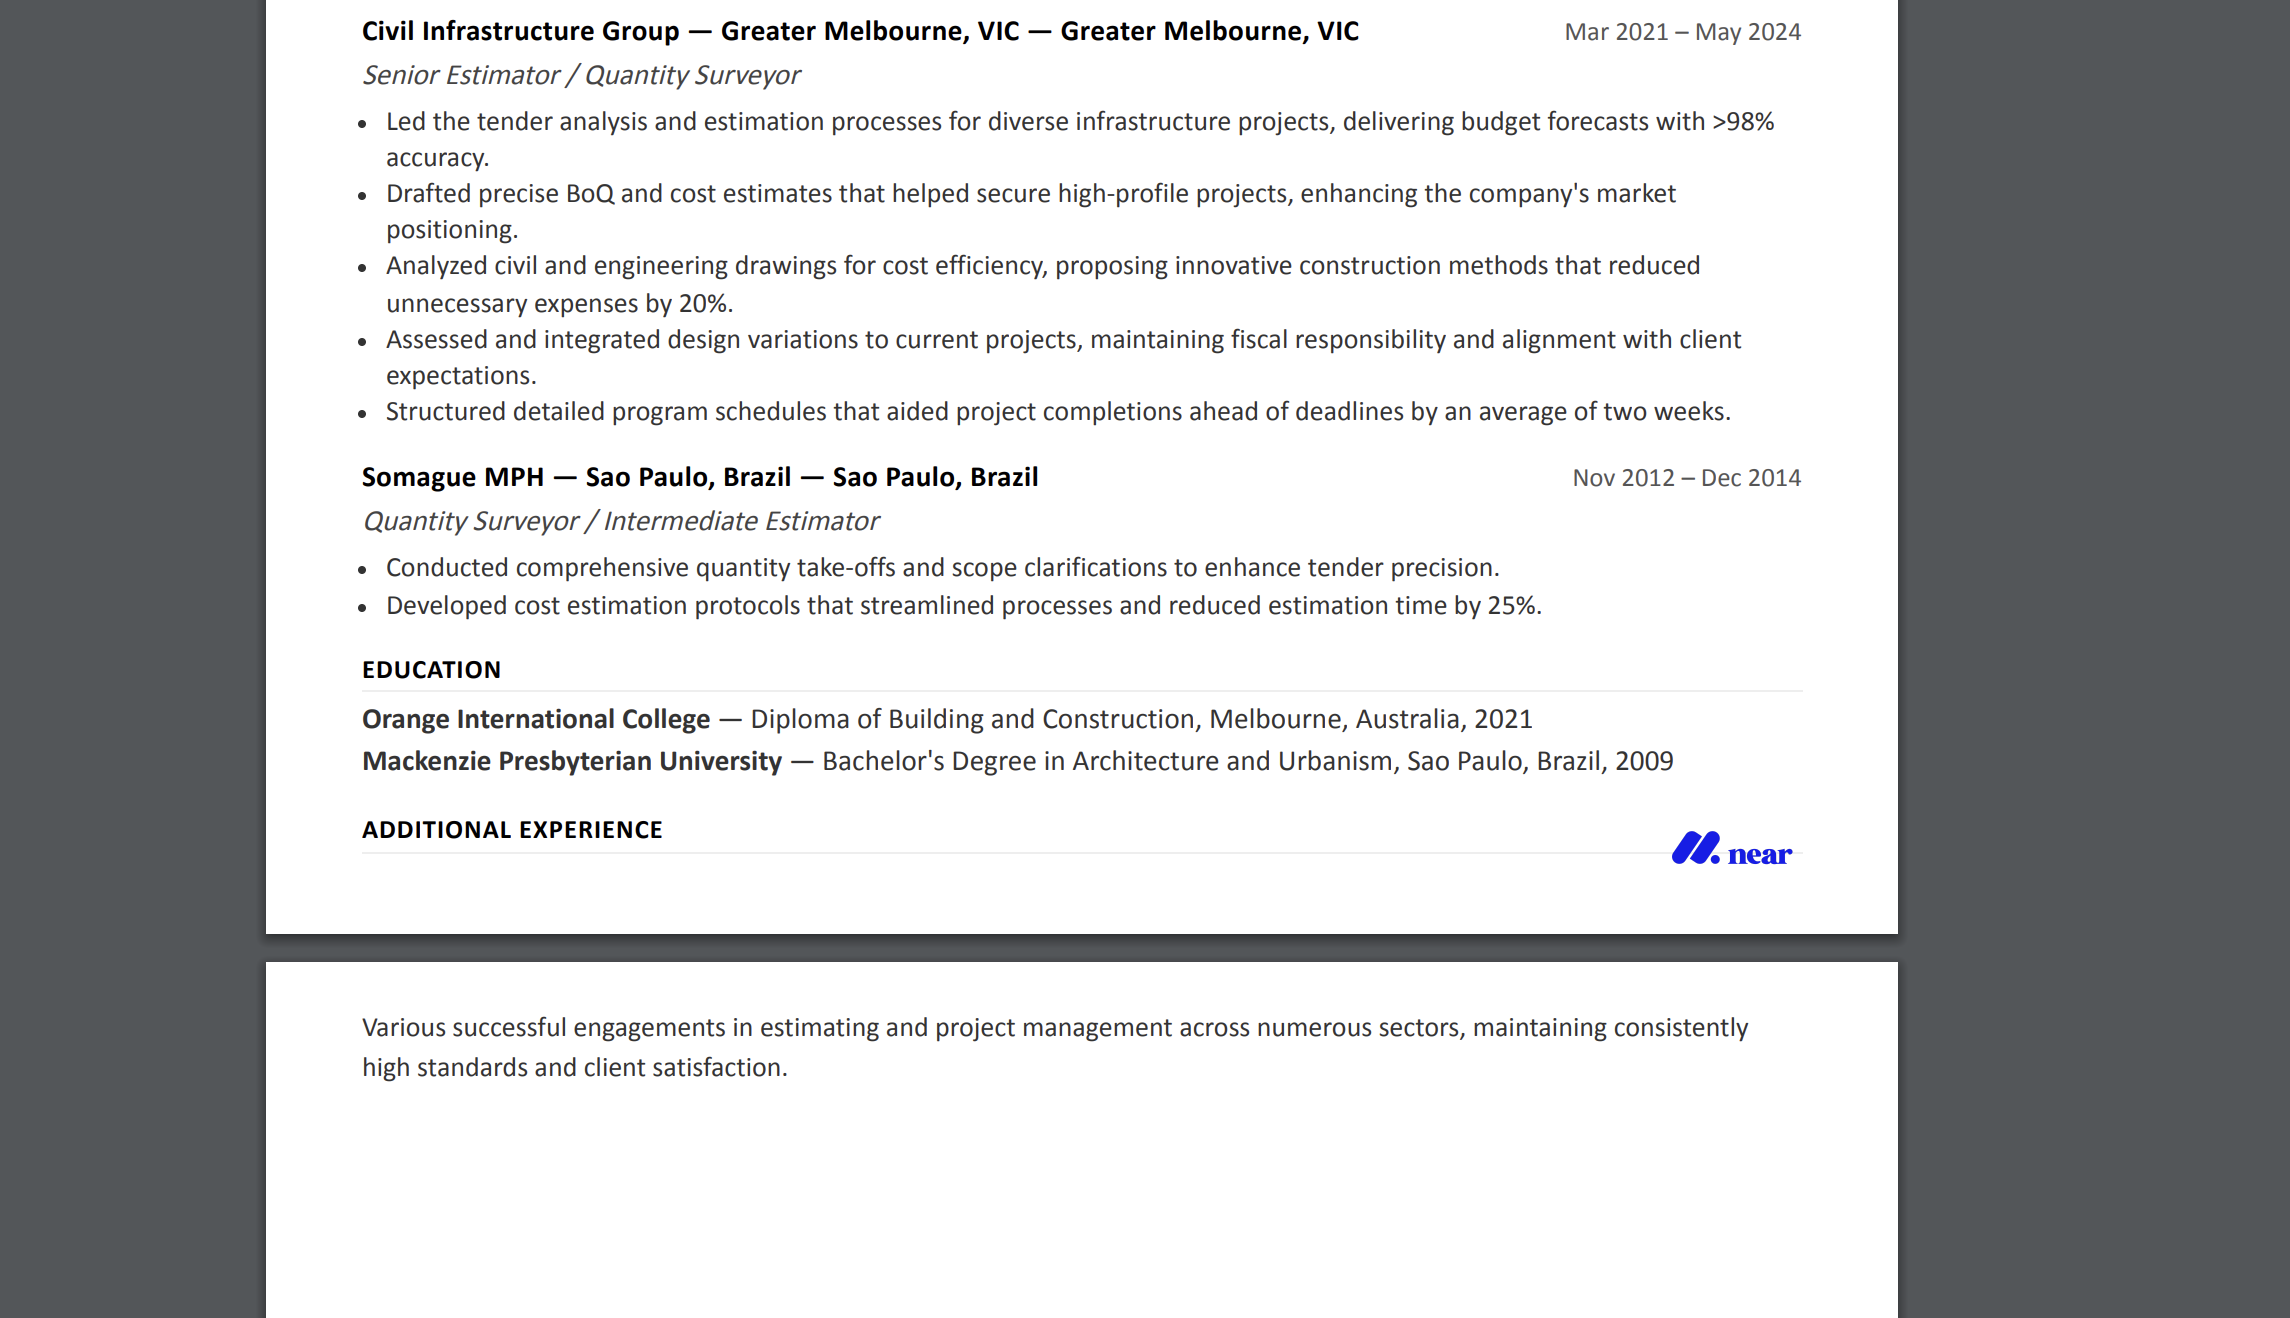 Civil Infrastructure Group — Greater Melbourne, VIC — Greater Melbourne, VIC Mar 2021 – May 2024
Senior Estimator / Quantity Surveyor
• Led the tender analysis and estimation processes for diverse infrastructure projects, delivering budget forecasts with >98%
accuracy.
• Drafted precise BoQ and cost estimates that helped secure high-profile projects, enhancing the company's market
positioning.
• Analyzed civil and engineering drawings for cost efficiency, proposing innovative construction methods that reduced
unnecessary expenses by 20%.
• Assessed and integrated design variations to current projects, maintaining fiscal responsibility and alignment with client
expectations.
• Structured detailed program schedules that aided project completions ahead of deadlines by an average of two weeks.
Somague MPH — Sao Paulo, Brazil — Sao Paulo, Brazil Nov 2012 – Dec 2014
Quantity Surveyor / Intermediate Estimator
• Conducted comprehensive quantity take-offs and scope clarifications to enhance tender precision.
• Developed cost estimation protocols that streamlined processes and reduced estimation time by 25%.
EDUCATION
Orange International College — Diploma of Building and Construction, Melbourne, Australia, 2021
Mackenzie Presbyterian University — Bachelor's Degree in Architecture and Urbanism, Sao Paulo, Brazil, 2009
ADDITIONAL EXPERIENCE
near
Various successful engagements in estimating and project management across numerous sectors, maintaining consistently
high standards and client satisfaction.